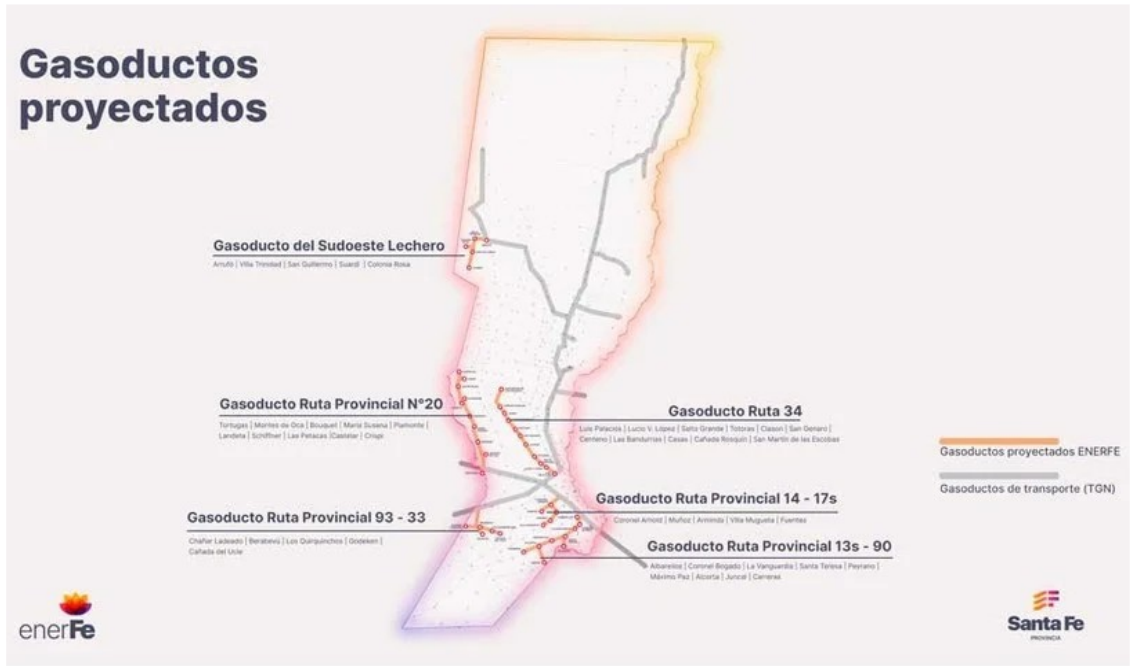 Gasoductos
proyectados
Gasoducto del Sudoeste Lechero
Arrufo | Villa Trinidad | San Guillermo | Suardi | Colonia Rosa
Gasoducto Ruta Provincial N°20
Tortugas | Montes de Oca | Bouquet | María Susana | Piamonte |
Landeta | Schiffner | Las Petacas |Castelar | Crispi
Gasoducto Ruta 34
Luis Palacios | Lucio V. López | Salto Grande | Totoras | Clason | San Genaro |
Centeno | Las Bandurrias | Casas | Cañada Rosquín | San Martín de las Escobas
Gasoductos proyectados ENERFE
Gasoductos de transporte (TGN)
Gasoducto Ruta Provincial 14 - 17s
Coronel Arnold | Muñoz | Arminda | Villa Mugueta | Fuentes
Gasoducto Ruta Provincial 93 - 33
Chañar Ladeado | Berabevú | Los Quirquinchos | Godeken |
Cañada del Ucle
Gasoducto Ruta Provincial 13s - 90
Albarellos | Coronel Bogado | La Vanguardia | Santa Teresa | Peyrano |
Máximo Paz | Alcorta | Juncal | Carreras
enerFe
Santa Fe
PROVINCIA